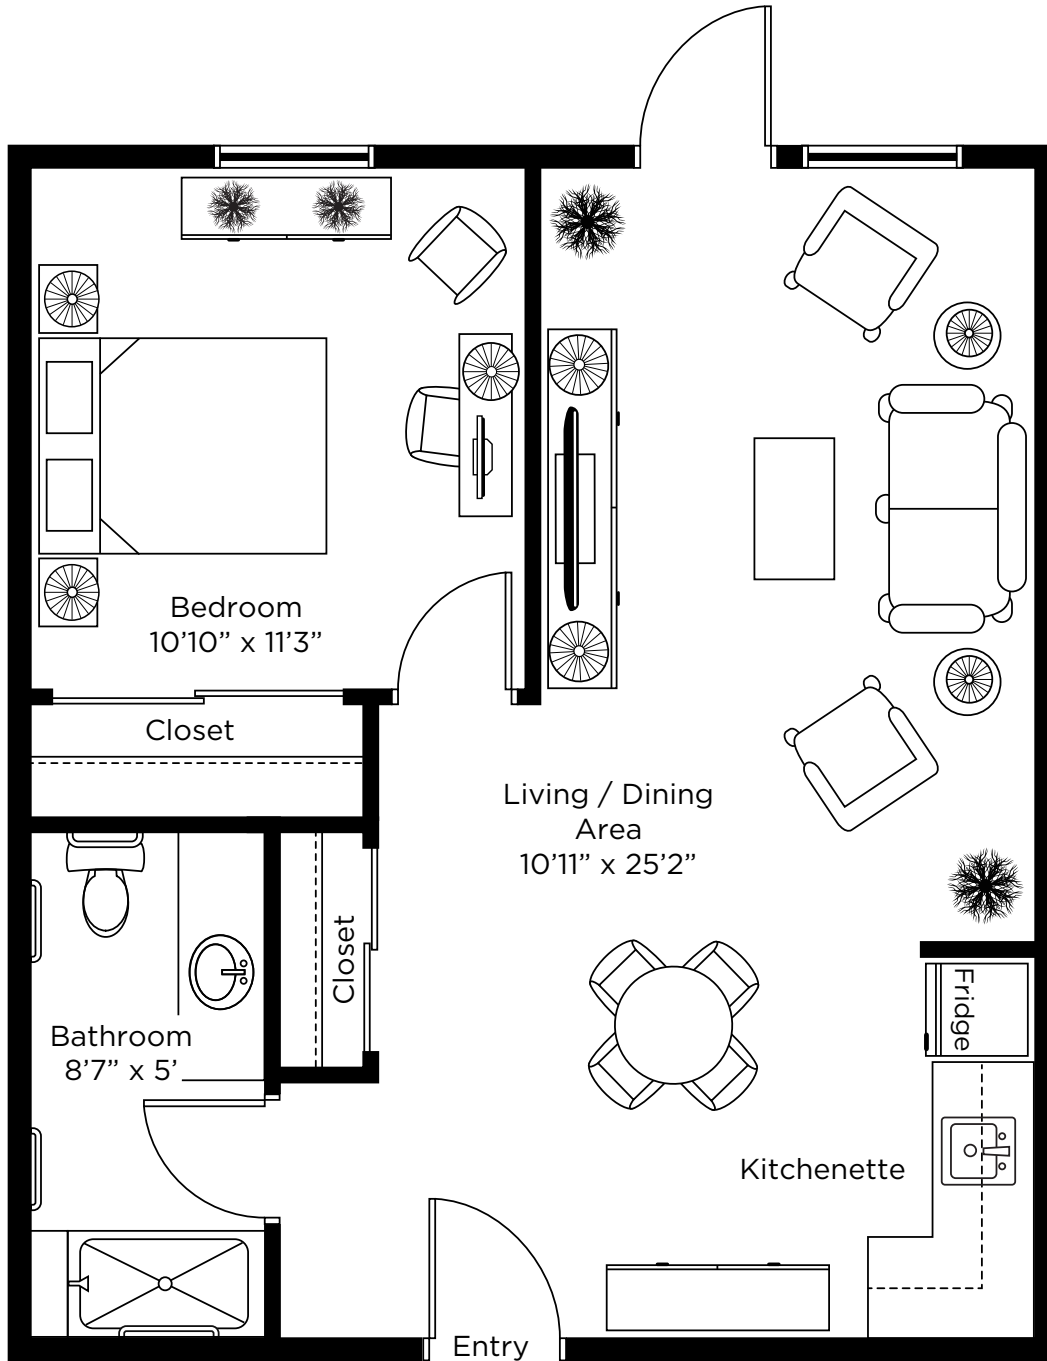 Bedroom
10’10” x 11’3”
Closet
Living / Dining
Area
10’11” x 25’2”
Closet
Fridge
Bathroom
8’7” x 5’
Kitchenette
Entry